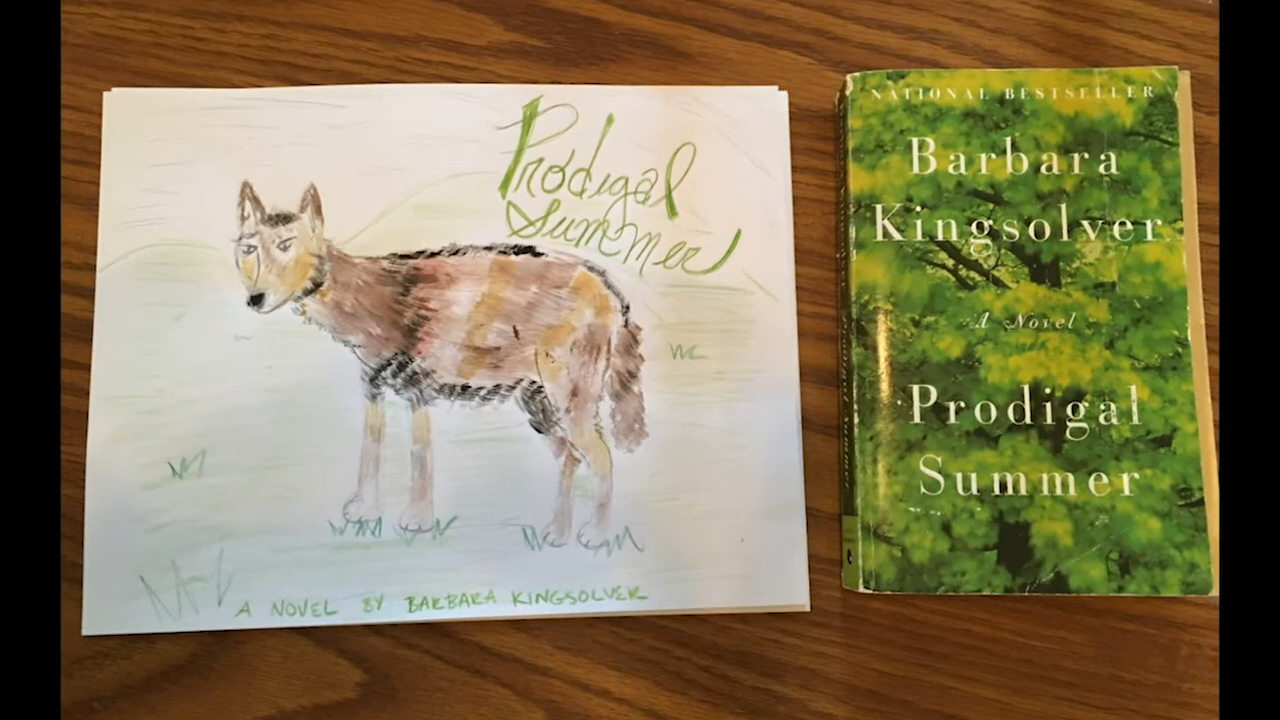 Prodigal
Summer
A NOVEL BY BARBARA KINGSOLVER
NATIONAL BESTSELLER
Barbara
Kingsolver
A Novel
Prodigal
Summer